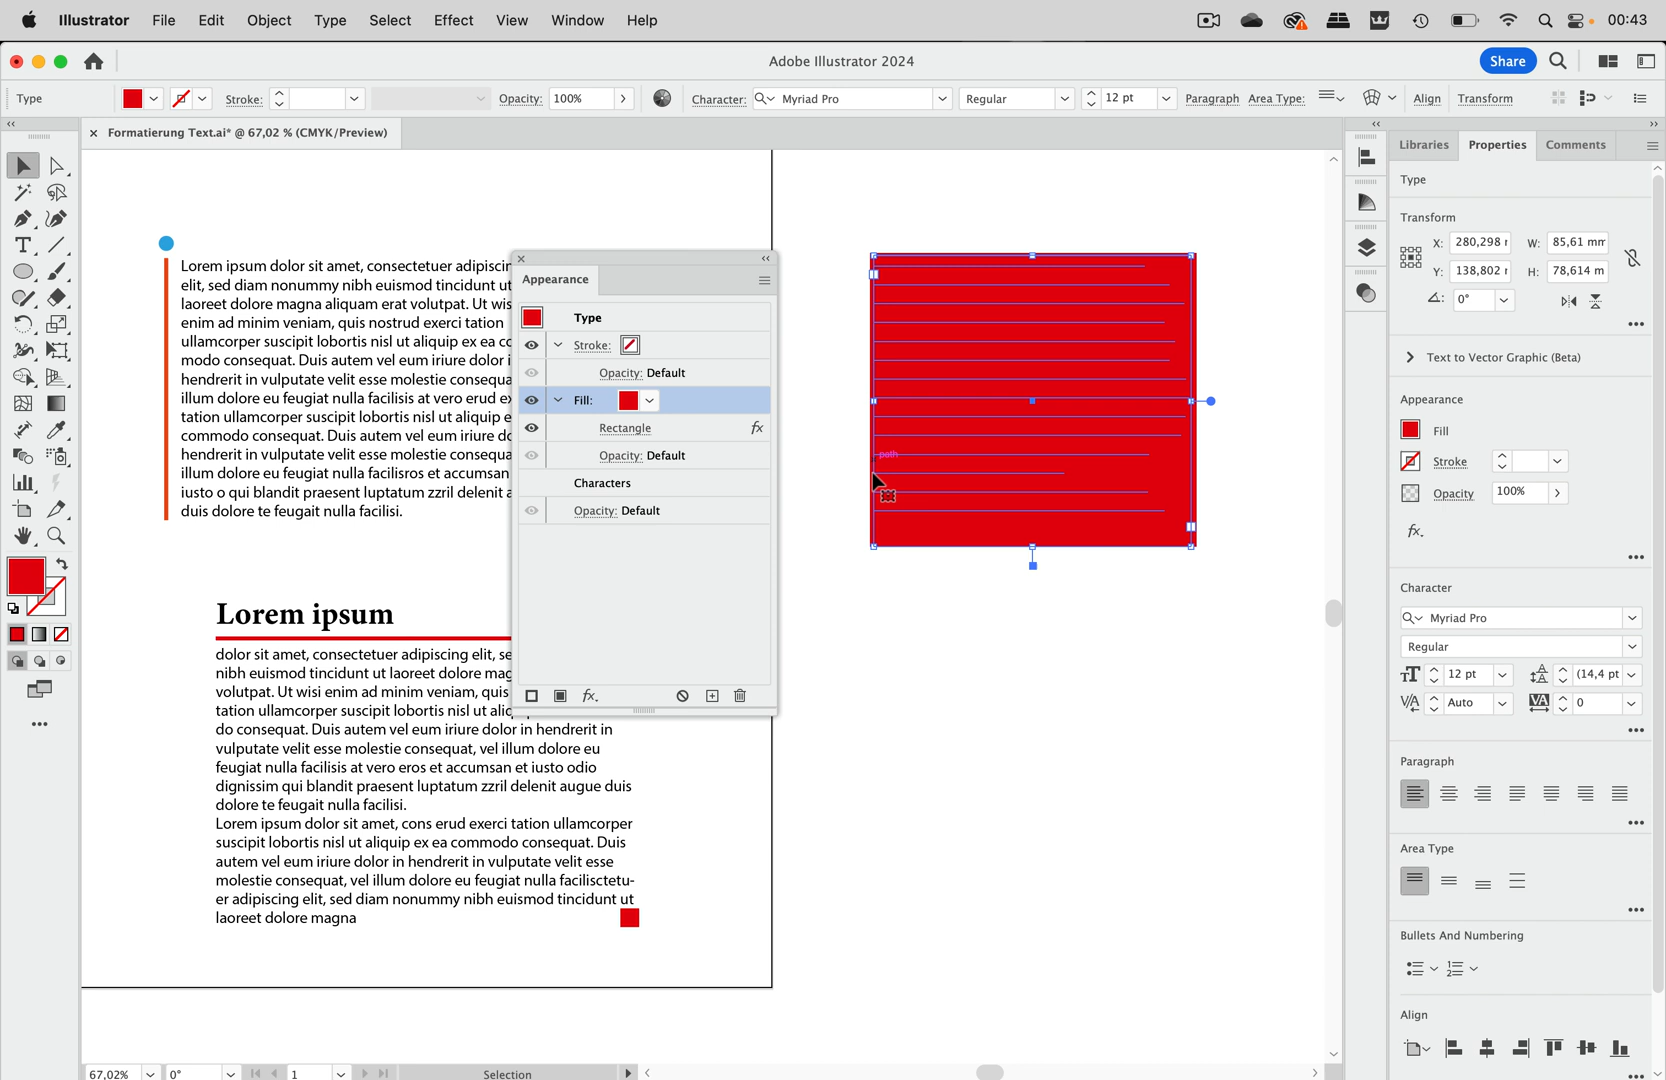 Illustrator File Edit Object Type Select Effect View Window Help 00:43
Adobe Illustrator 2024 Share
Type Stroke: Opacity: 100% Character: Myriad Pro Regular 12 pt Paragraph Area Type: Align Transform
Formatierung Text.ai* @ 67,02 % (CMYK/Preview)
Lorem ipsum dolor sit amet, consectetuer adipiscin
elit, sed diam nonummy nibh euismod tincidunt ut
laoreet dolore magna aliquam erat volutpat. Ut wis
enim ad minim veniam, quis nostrud exerci tation
ullamcorper suscipit lobortis nisl ut aliquip ex ea co
modo consequat. Duis autem vel eum iriure dolor i
hendrerit in vulputate velit esse molestie consequa
illum dolore eu feugiat nulla facilisis at vero erud ex
tation ullamcorper suscipit lobortis nisl ut aliquip e
commodo consequat. Duis autem vel eum iriure do
hendrerit in vulputate velit esse molestie consequa
illum dolore eu feugiat nulla facilisros et accumsan
iusto o qui blandit praesent luptatum zzril delenit a
duis dolore te feugait nulla facilisi.
Lorem ipsum
dolor sit amet, consectetuer adipiscing elit, se
nibh euismod tincidunt ut laoreet dolore mag
volutpat. Ut wisi enim ad minim veniam, quis
tation ullamcorper suscipit lobortis nisl ut aliq
do consequat. Duis autem vel eum iriure dolor in hendrerit in
vulputate velit esse molestie consequat, vel illum dolore eu
feugiat nulla facilisis at vero eros et accumsan et iusto odio
dignissim qui blandit praesent luptatum zzril delenit augue duis
dolore te feugait nulla facilisi.
Lorem ipsum dolor sit amet, cons erud exerci tation ullamcorper
suscipit lobortis nisl ut aliquip ex ea commodo consequat. Duis
autem vel eum iriure dolor in hendrerit in vulputate velit esse
molestie consequat, vel illum dolore eu feugiat nulla facilisctetu-
er adipiscing elit, sed diam nonummy nibh euismod tincidunt ut
laoreet dolore magna
Appearance
Type
Stroke:
Opacity: Default
Fill:
Rectangle fx
Opacity: Default
Characters
Opacity: Default
fx
path
Libraries Properties Comments
Type
Transform
X: 280,298 W: 85,61 mm
Y: 138,802 H: 78,614 m
0°
Text to Vector Graphic (Beta)
Appearance
Fill
Stroke
Opacity 100%
fx
Character
Myriad Pro
Regular
12 pt (14,4 pt
Auto 0
Paragraph
Area Type
Bullets And Numbering
Align
67,02% 0° 1 Selection